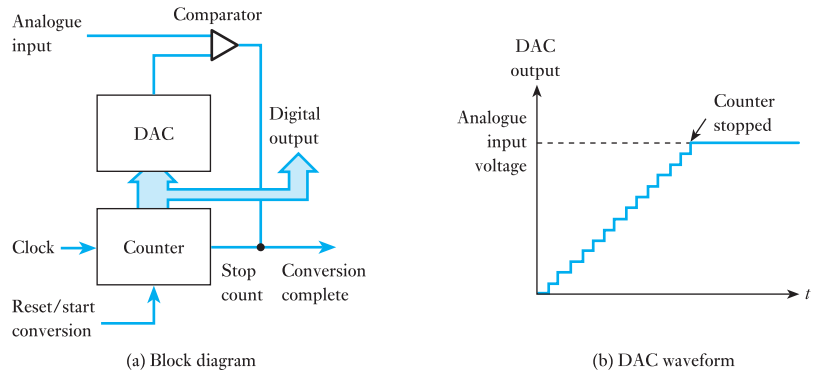 Analogue
input
Comparator
DAC
Digital
output
Clock
Counter
Stop
count
Conversion
complete
Reset/start
conversion
(a) Block diagram
DAC
output
Analogue
input
voltage
Counter
stopped
t
(b) DAC waveform